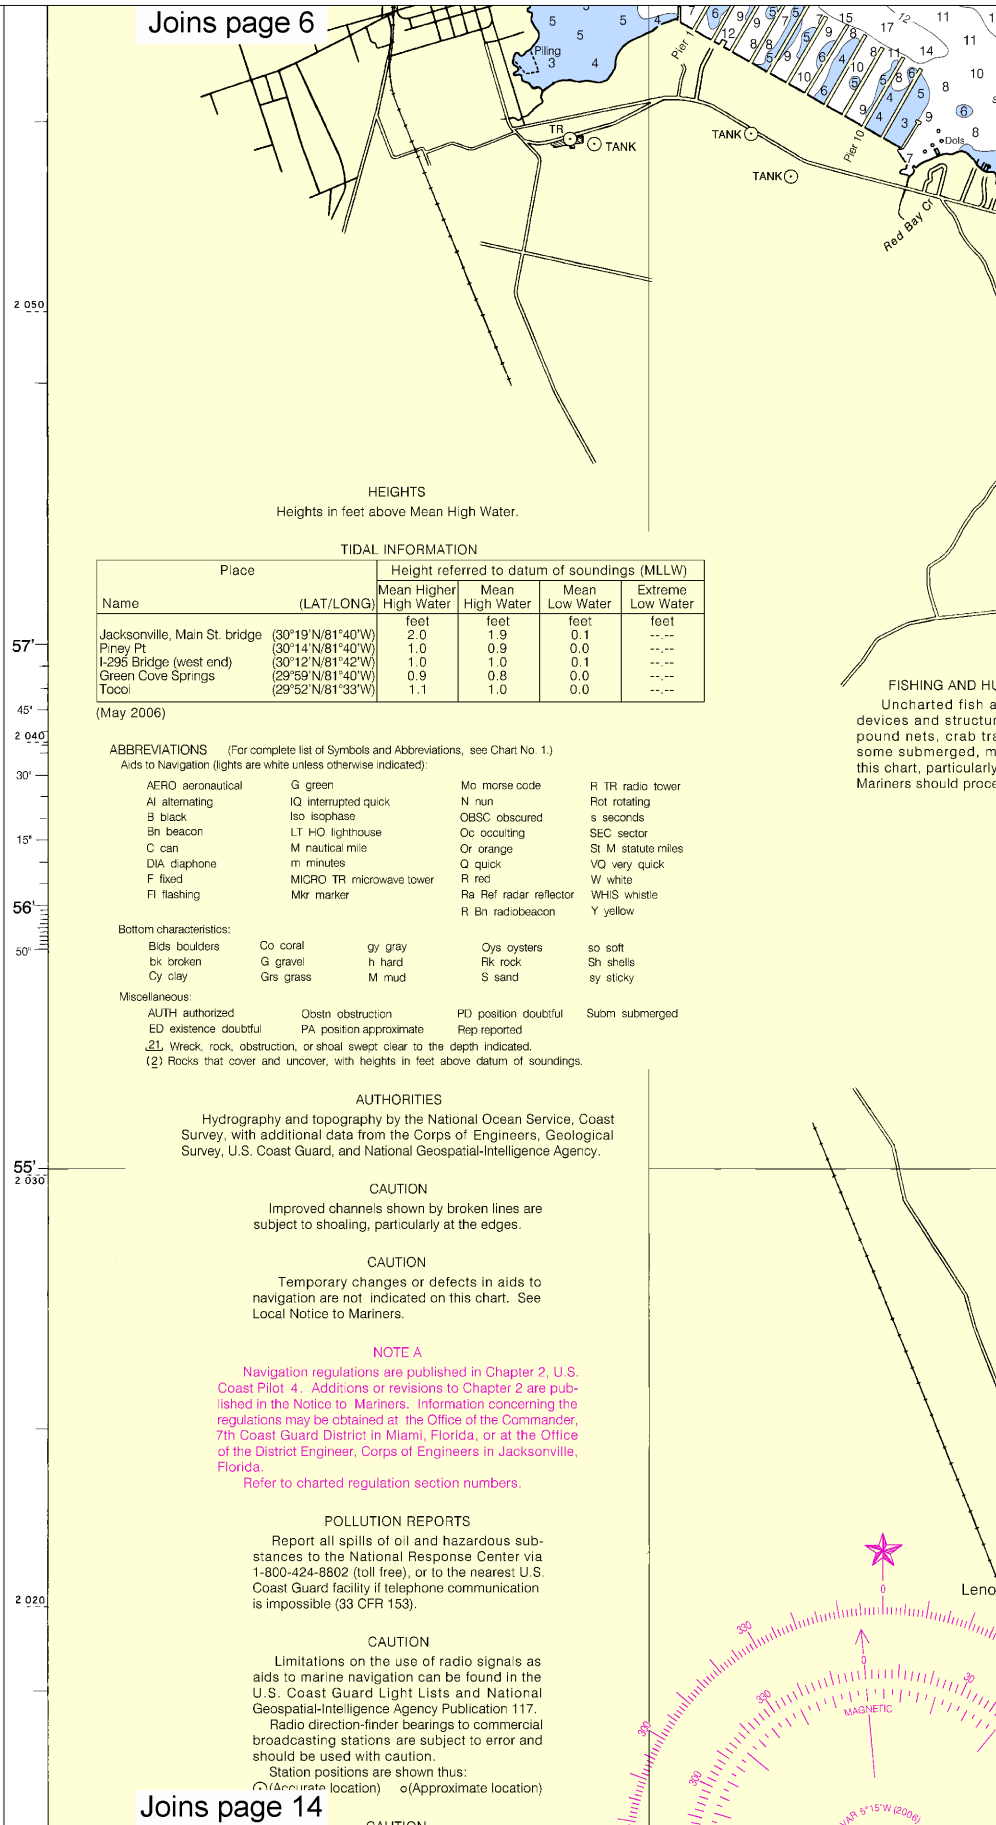 Joins page 6
Piling
Pier 1
Pier 10
TR
TANK
TANK
TANK
Dols
Red Bay Cr
2 050
HEIGHTS
Heights in feet above Mean High Water.
TIDAL INFORMATION
Place Height referred to datum of soundings (MLLW)
Name (LAT/LONG) Mean Higher High Water Mean High Water Mean Low Water Extreme Low Water
feet feet feet feet
Jacksonville, Main St. bridge (30°19'N/81°40'W) 2.0 1.9 0.1 --.--
Piney Pt (30°14'N/81°40'W) 1.0 0.9 0.0 --.--
I-295 Bridge (west end) (30°12'N/81°42'W) 1.0 1.0 0.1 --.--
Green Cove Springs (29°59'N/81°40'W) 0.9 0.8 0.0 --.--
Tocoi (29°52'N/81°33'W) 1.1 1.0 0.0 --.--
(May 2006)
57'
45"
2 040
30"
15"
56'
50"
FISHING AND HU
Uncharted fish a
devices and structur
pound nets, crab tra
some submerged, m
this chart, particularly
Mariners should proce
ABBREVIATIONS (For complete list of Symbols and Abbreviations, see Chart No. 1.)
Aids to Navigation (lights are white unless otherwise indicated):
AERO aeronautical G green Mo morse code R TR radio tower
Al alternating IQ interrupted quick N nun Rot rotating
B black Iso isophase OBSC obscured s seconds
Bn beacon LT HO lighthouse Oc occulting SEC sector
C can M nautical mile Or orange St M statute miles
DIA diaphone m minutes Q quick VQ very quick
F fixed MICRO TR microwave tower R red W white
Fl flashing Mkr marker Ra Ref radar reflector WHIS whistle
R Bn radiobeacon Y yellow
Bottom characteristics:
Blds boulders Co coral gy gray Oys oysters so soft
bk broken G gravel h hard Rk rock Sh shells
Cy clay Grs grass M mud S sand sy sticky
Miscellaneous:
AUTH authorized Obstn obstruction PD position doubtful Subm submerged
ED existence doubtful PA position approximate Rep reported
21, Wreck, rock, obstruction, or shoal swept clear to the depth indicated.
(2) Rocks that cover and uncover, with heights in feet above datum of soundings.
AUTHORITIES
Hydrography and topography by the National Ocean Service, Coast
Survey, with additional data from the Corps of Engineers, Geological
Survey, U.S. Coast Guard, and National Geospatial-Intelligence Agency.
55'
2 030
CAUTION
Improved channels shown by broken lines are
subject to shoaling, particularly at the edges.
CAUTION
Temporary changes or defects in aids to
navigation are not indicated on this chart. See
Local Notice to Mariners.
NOTE A
Navigation regulations are published in Chapter 2, U.S.
Coast Pilot 4. Additions or revisions to Chapter 2 are pub-
lished in the Notice to Mariners. Information concerning the
regulations may be obtained at the Office of the Commander,
7th Coast Guard District in Miami, Florida, or at the Office
of the District Engineer, Corps of Engineers in Jacksonville,
Florida.
Refer to charted regulation section numbers.
POLLUTION REPORTS
Report all spills of oil and hazardous sub-
stances to the National Response Center via
1-800-424-8802 (toll free), or to the nearest U.S.
Coast Guard facility if telephone communication
is impossible (33 CFR 153).
2 020
Leno
CAUTION
Limitations on the use of radio signals as
aids to marine navigation can be found in the
U.S. Coast Guard Light Lists and National
Geospatial-Intelligence Agency Publication 117.
Radio direction-finder bearings to commercial
broadcasting stations are subject to error and
should be used with caution.
Station positions are shown thus:
(Accurate location) o(Approximate location)
0
330
300
0
330
30
300
MAGNETIC
VAR 5°15'W (2006)
Joins page 14
CAUTION